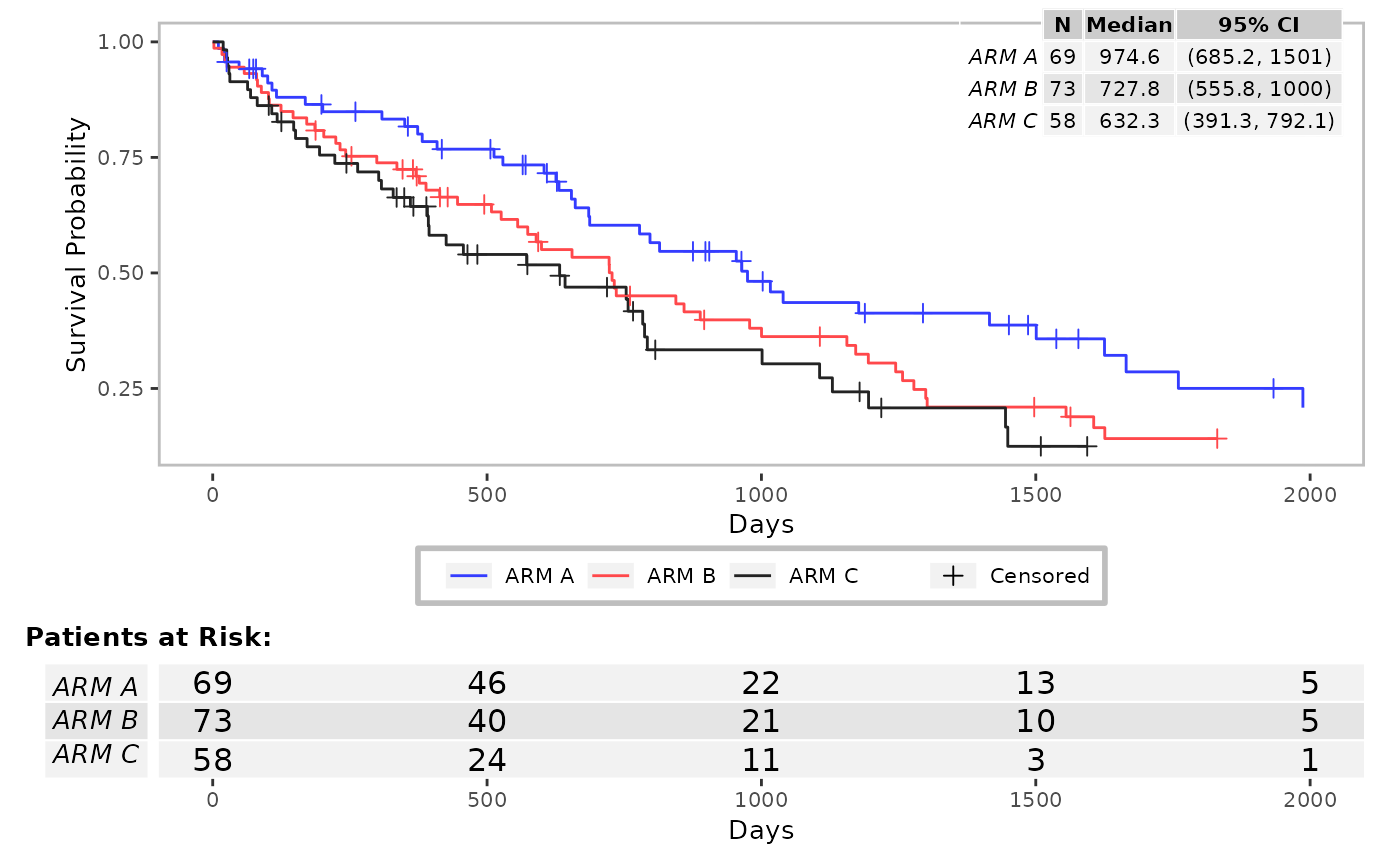 N Median 95% CI
ARM A 69 974.6 (685.2, 1501)
ARM B 73 727.8 (555.8, 1000)
ARM C 58 632.3 (391.3, 792.1)
Survival Probability
1.00
0.75
0.50
0.25
0 500 1000 1500 2000
Days
ARM A ARM B ARM C Censored
Patients at Risk:
ARM A 69 46 22 13 5
ARM B 73 40 21 10 5
ARM C 58 24 11 3 1
0 500 1000 1500 2000
Days